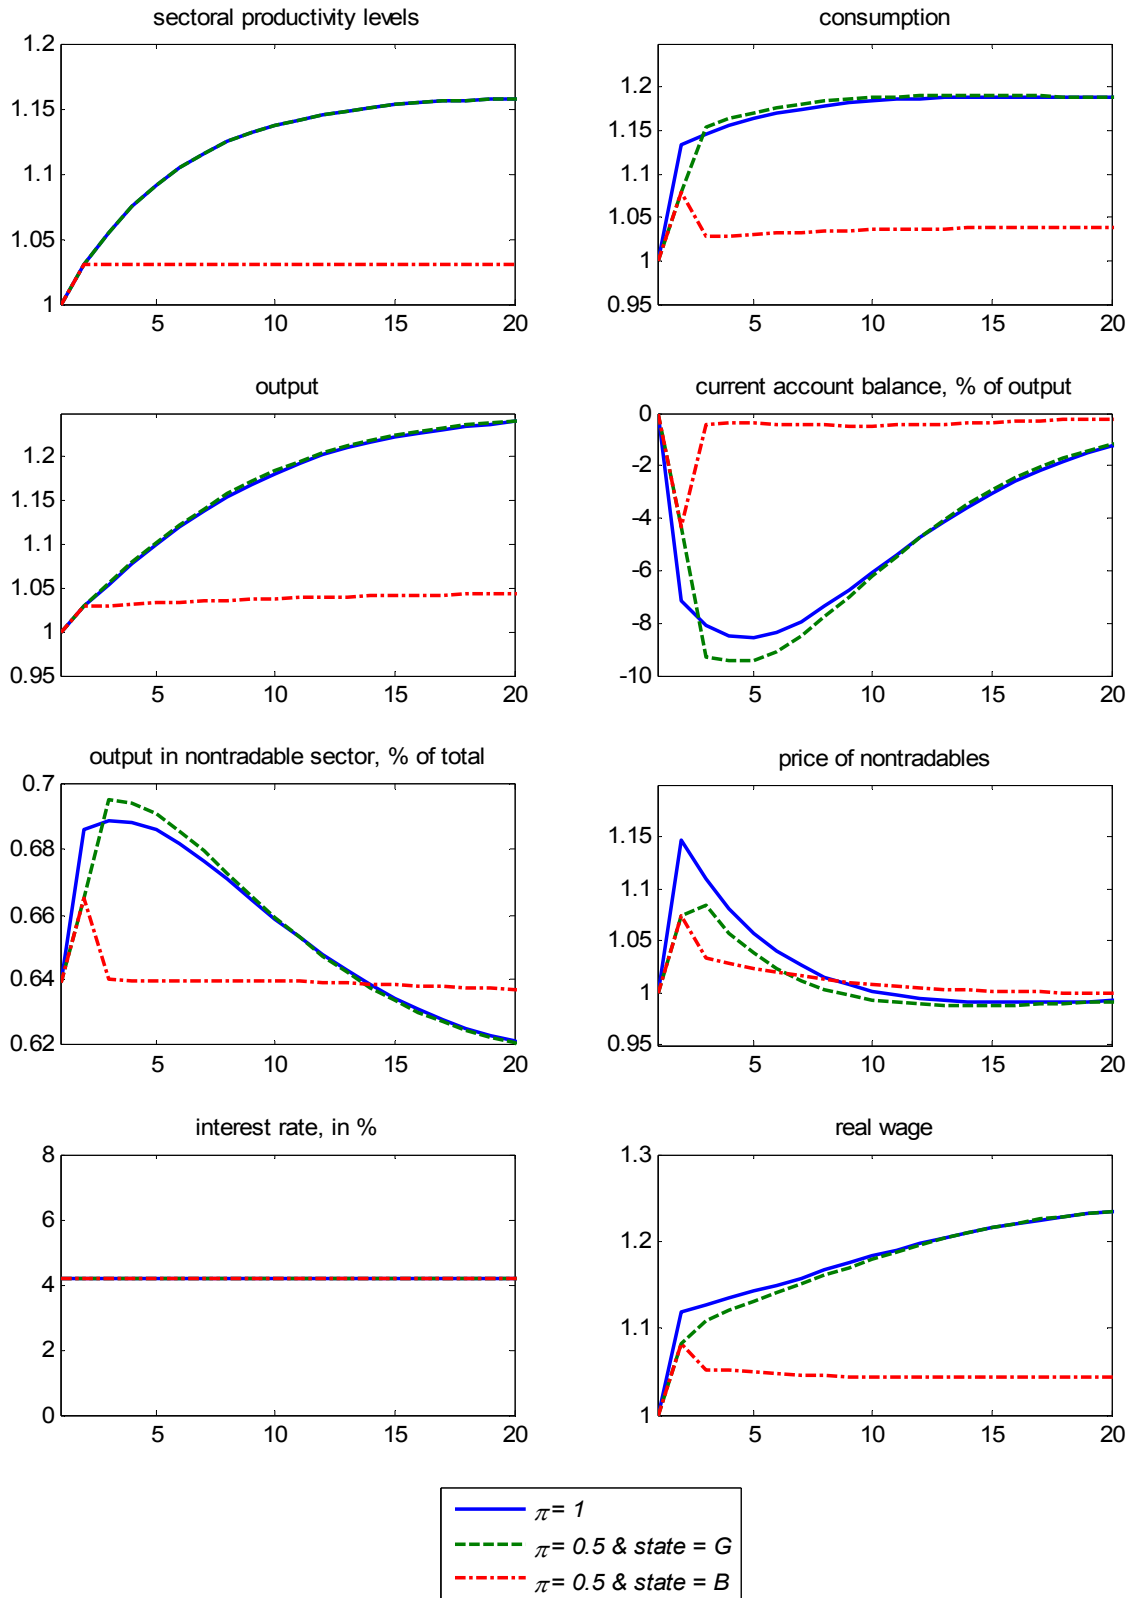 sectoral productivity levels
1.2
1.15
1.1
1.05
1
5 10 15 20
consumption
1.2
1.15
1.1
1.05
1
0.95
5 10 15 20
output
1.2
1.15
1.1
1.05
1
0.95
5 10 15 20
current account balance, % of output
0
-2
-4
-6
-8
-10
5 10 15 20
output in nontradable sector, % of total
0.7
0.68
0.66
0.64
0.62
5 10 15 20
price of nontradables
1.15
1.1
1.05
1
0.95
5 10 15 20
interest rate, in %
8
6
4
2
0
5 10 15 20
real wage
1.3
1.2
1.1
1
5 10 15 20
π = 1
π = 0.5 & state = G
π = 0.5 & state = B